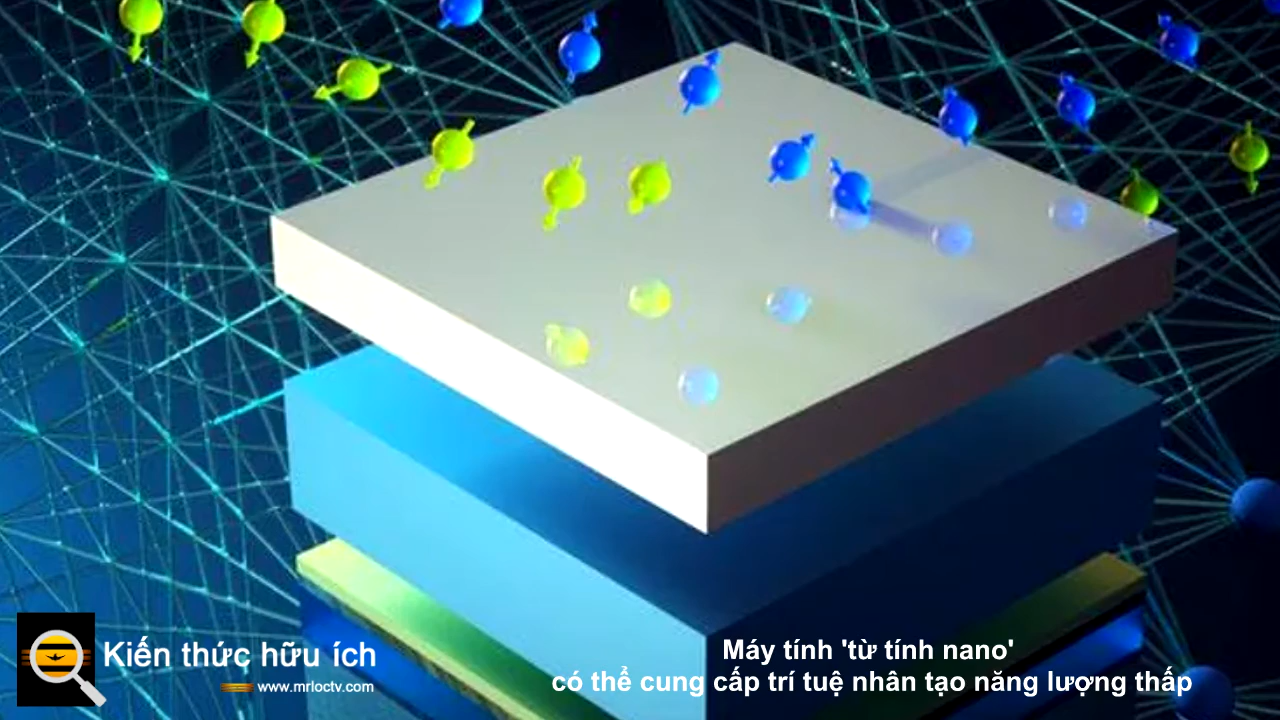 Kiến thức hữu ích
www.mrloctv.com
Máy tính 'từ tính nano'
có thể cung cấp trí tuệ nhân tạo năng lượng thấp